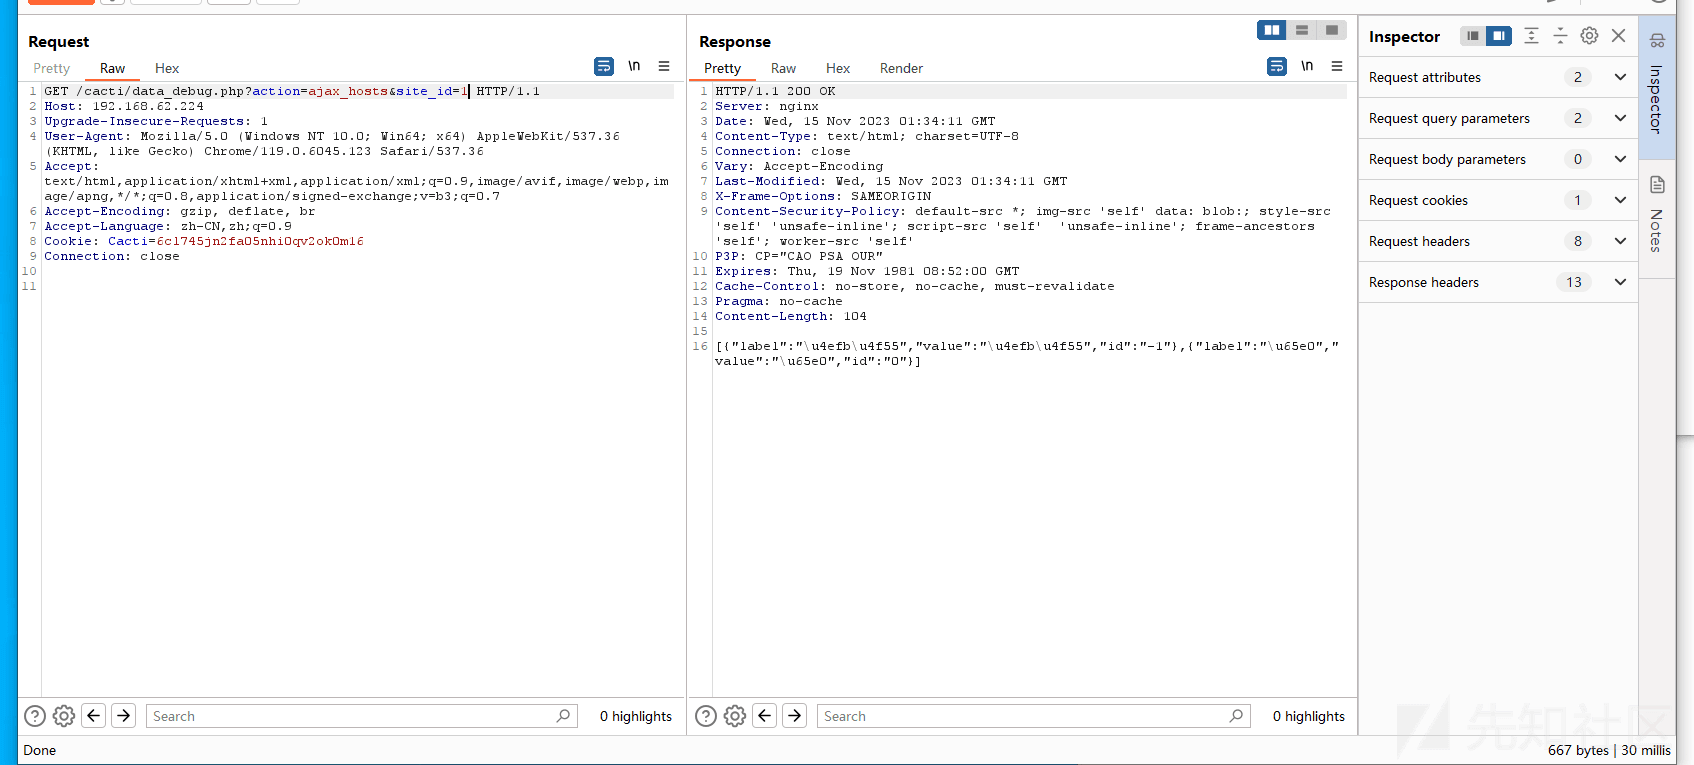 Request
Pretty Raw Hex
\n
1 GET /cacti/data_debug.php?action=ajax_hosts&site_id=1 HTTP/1.1
2 Host: 192.168.62.224
3 Upgrade-Insecure-Requests: 1
4 User-Agent: Mozilla/5.0 (Windows NT 10.0; Win64; x64) AppleWebKit/537.36
(KHTML, like Gecko) Chrome/119.0.6045.123 Safari/537.36
5 Accept:
text/html,application/xhtml+xml,application/xml;q=0.9,image/avif,image/webp,im
age/apng,*/*;q=0.8,application/signed-exchange;v=b3;q=0.7
6 Accept-Encoding: gzip, deflate, br
7 Accept-Language: zh-CN,zh;q=0.9
8 Cookie: Cacti=6c1745jn2fa05nhi0qv2ok0m16
9 Connection: close
10
11
Search
0 highlights
Response
Pretty Raw Hex Render
\n
1 HTTP/1.1 200 OK
2 Server: nginx
3 Date: Wed, 15 Nov 2023 01:34:11 GMT
4 Content-Type: text/html; charset=UTF-8
5 Connection: close
6 Vary: Accept-Encoding
7 Last-Modified: Wed, 15 Nov 2023 01:34:11 GMT
8 X-Frame-Options: SAMEORIGIN
9 Content-Security-Policy: default-src *; img-src 'self' data: blob:; style-src
'self' 'unsafe-inline'; script-src 'self'  'unsafe-inline'; frame-ancestors
'self'; worker-src 'self'
10 P3P: CP="CAO PSA OUR"
11 Expires: Thu, 19 Nov 1981 08:52:00 GMT
12 Cache-Control: no-store, no-cache, must-revalidate
13 Pragma: no-cache
14 Content-Length: 104
15
16 [{"label":"\u4efb\u4f55","value":"\u4efb\u4f55","id":"-1"},{"label":"\u65e0","
value":"\u65e0","id":"0"}]
Search
0 highlights
Inspector
Request attributes 2
Request query parameters 2
Request body parameters 0
Request cookies 1
Request headers 8
Response headers 13
Inspector
Notes
先知社区
Done
667 bytes | 30 millis